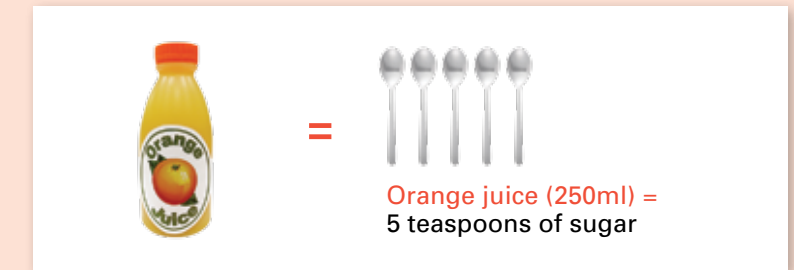 Orange
Juice
=
Orange juice (250ml) =
5 teaspoons of sugar